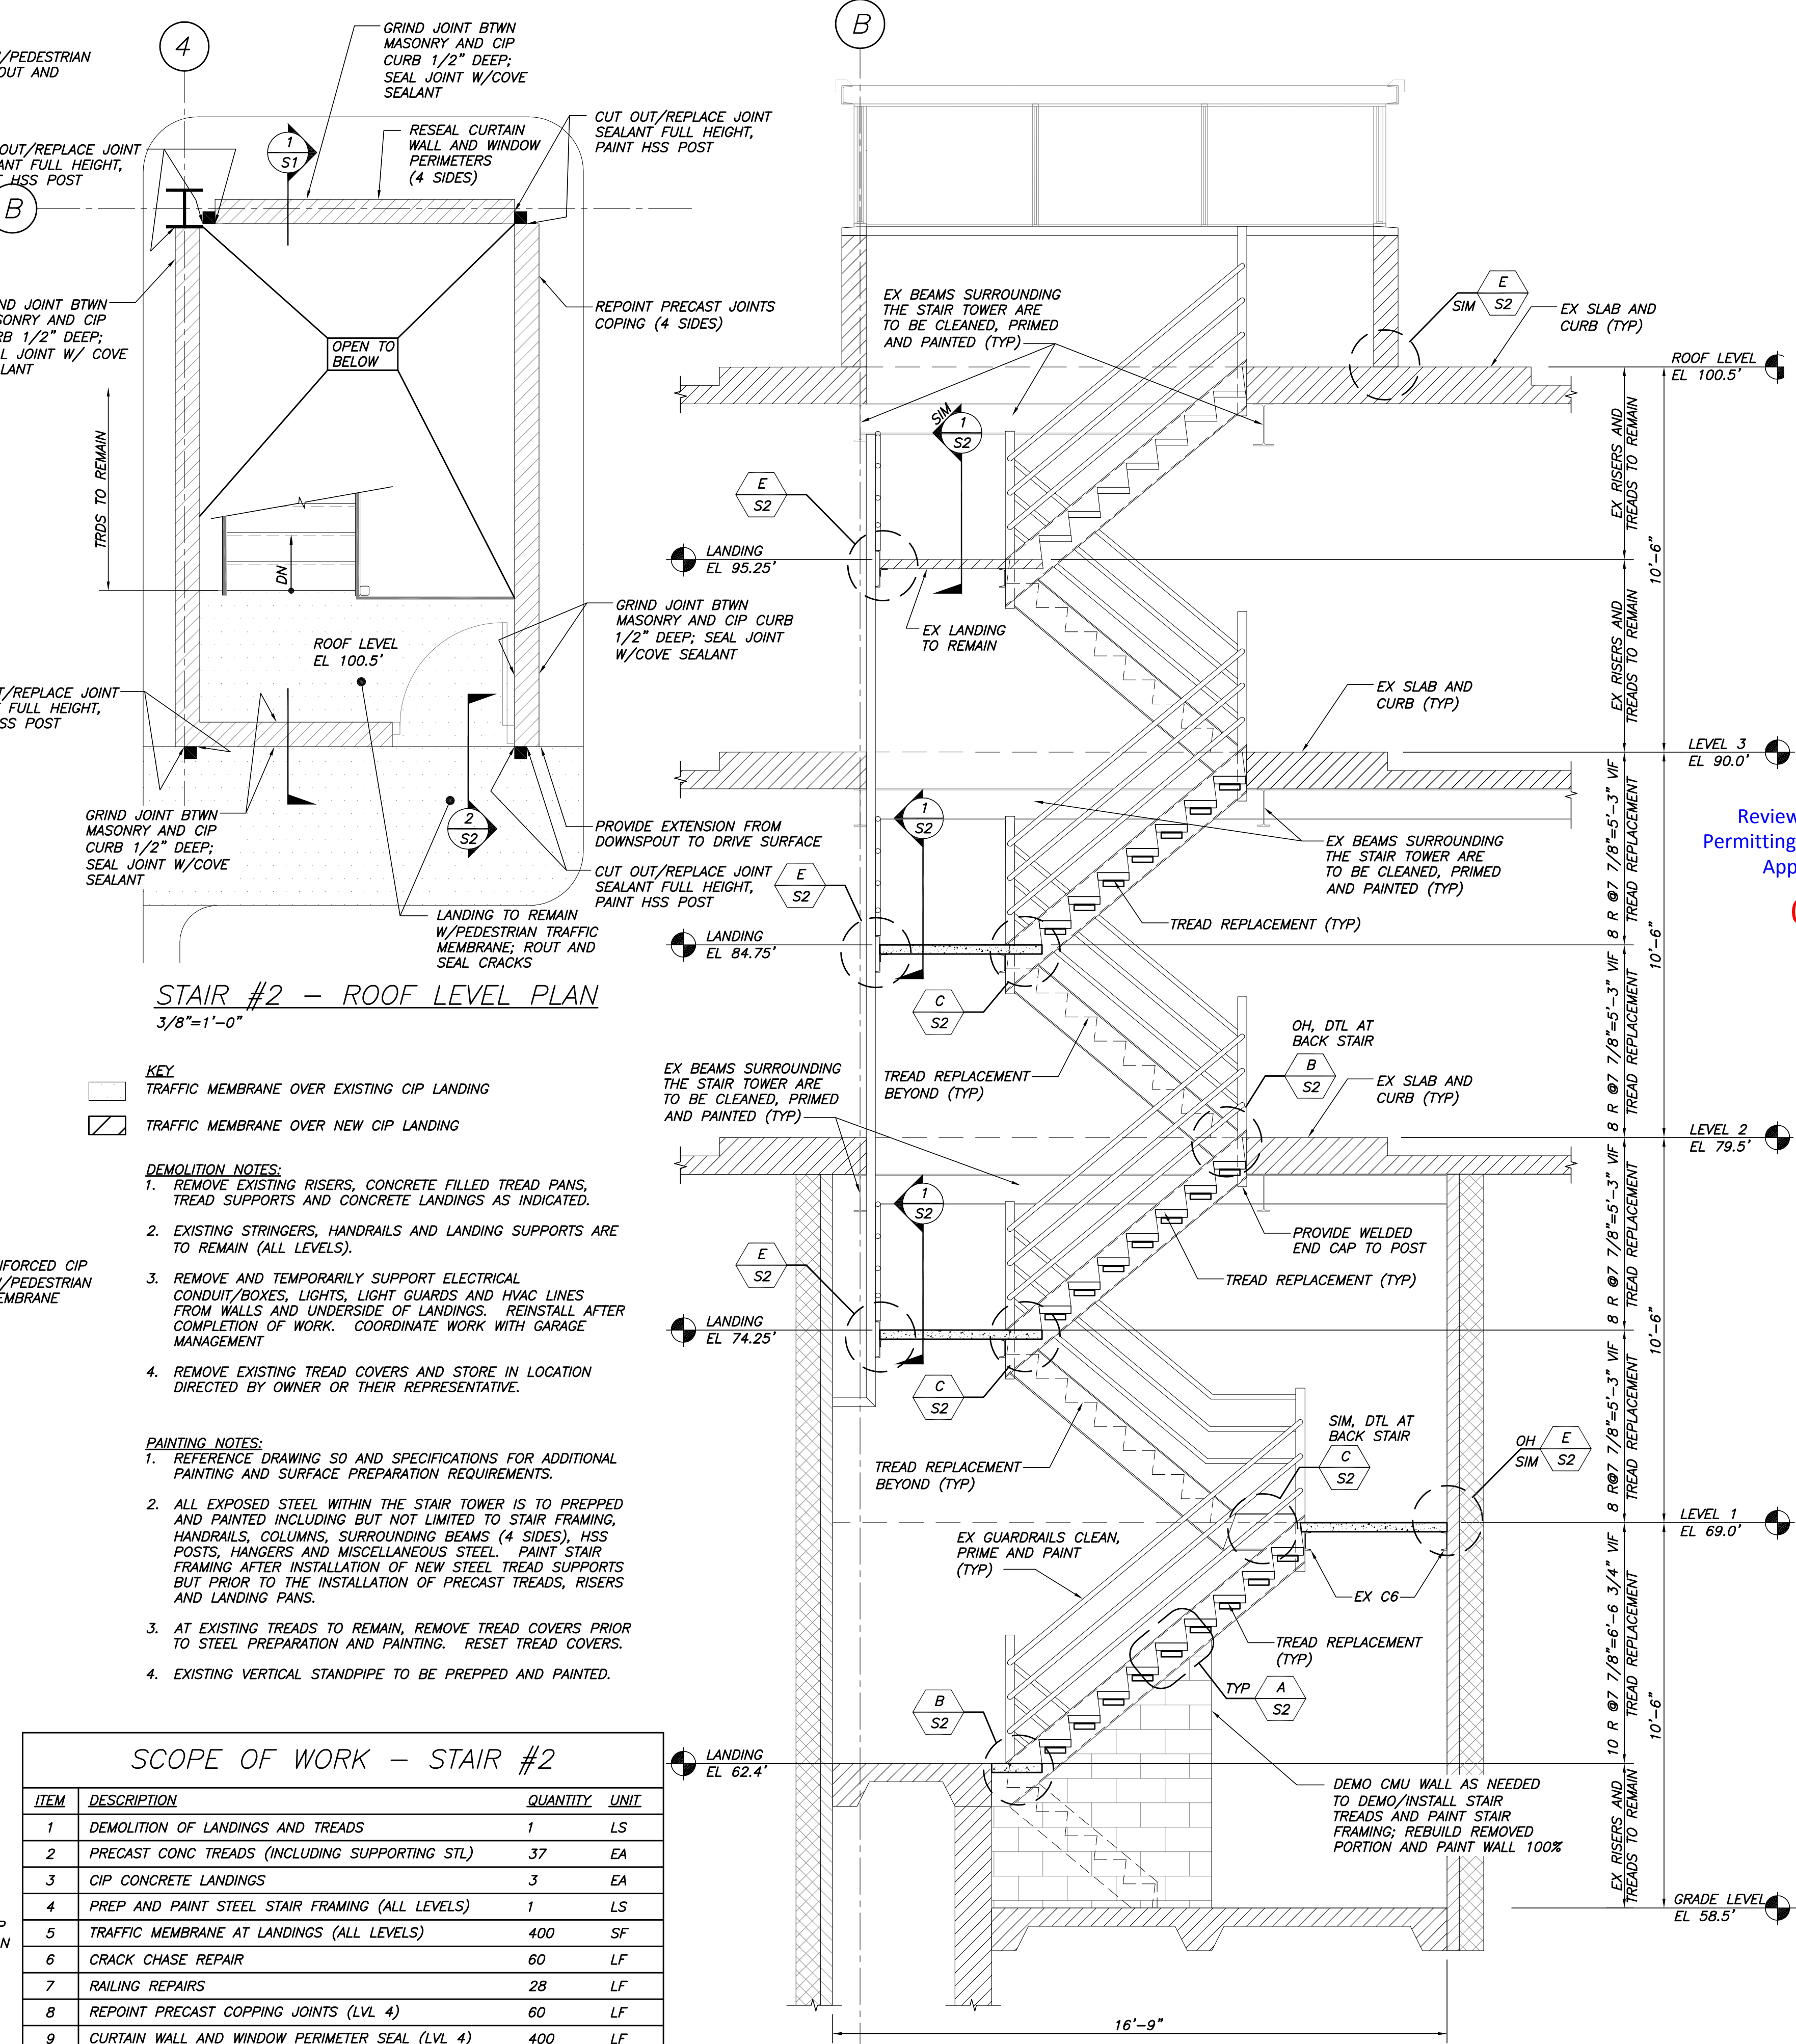 /PEDESTRIAN
OUT AND
4
GRIND JOINT BTWN
MASONRY AND CIP
CURB 1/2" DEEP;
SEAL JOINT W/COVE
SEALANT
OUT/REPLACE JOINT
ANT FULL HEIGHT,
HSS POST
B
1
S1
RESEAL CURTAIN
WALL AND WINDOW
PERIMETERS
(4 SIDES)
CUT OUT/REPLACE JOINT
SEALANT FULL HEIGHT,
PAINT HSS POST
ND JOINT BTWN
SONRY AND CIP
RB 1/2" DEEP;
L JOINT W/ COVE
LANT
REPOINT PRECAST JOINTS
COPING (4 SIDES)
OPEN TO
BELOW
TRDS TO REMAIN
DN
ROOF LEVEL
EL 100.5'
GRIND JOINT BTWN
MASONRY AND CIP CURB
1/2" DEEP; SEAL JOINT
W/COVE SEALANT
T/REPLACE JOINT
FULL HEIGHT,
SS POST
GRIND JOINT BTWN
MASONRY AND CIP
CURB 1/2" DEEP;
SEAL JOINT W/COVE
SEALANT
2
S2
PROVIDE EXTENSION FROM
DOWNSPOUT TO DRIVE SURFACE
CUT OUT/REPLACE JOINT
SEALANT FULL HEIGHT,
PAINT HSS POST
LANDING TO REMAIN
W/PEDESTRIAN TRAFFIC
MEMBRANE; ROUT AND
SEAL CRACKS
STAIR #2 – ROOF LEVEL PLAN
3/8"=1'-0"
KEY
TRAFFIC MEMBRANE OVER EXISTING CIP LANDING
TRAFFIC MEMBRANE OVER NEW CIP LANDING
DEMOLITION NOTES:
1. REMOVE EXISTING RISERS, CONCRETE FILLED TREAD PANS,
TREAD SUPPORTS AND CONCRETE LANDINGS AS INDICATED.
2. EXISTING STRINGERS, HANDRAILS AND LANDING SUPPORTS ARE
TO REMAIN (ALL LEVELS).
3. REMOVE AND TEMPORARILY SUPPORT ELECTRICAL
CONDUIT/BOXES, LIGHTS, LIGHT GUARDS AND HVAC LINES
FROM WALLS AND UNDERSIDE OF LANDINGS. REINSTALL AFTER
COMPLETION OF WORK. COORDINATE WORK WITH GARAGE
MANAGEMENT
4. REMOVE EXISTING TREAD COVERS AND STORE IN LOCATION
DIRECTED BY OWNER OR THEIR REPRESENTATIVE.
NFORCED CIP
/PEDESTRIAN
EMBRANE
PAINTING NOTES:
1. REFERENCE DRAWING S0 AND SPECIFICATIONS FOR ADDITIONAL
PAINTING AND SURFACE PREPARATION REQUIREMENTS.
2. ALL EXPOSED STEEL WITHIN THE STAIR TOWER IS TO PREPPED
AND PAINTED INCLUDING BUT NOT LIMITED TO STAIR FRAMING,
HANDRAILS, COLUMNS, SURROUNDING BEAMS (4 SIDES), HSS
POSTS, HANGERS AND MISCELLANEOUS STEEL. PAINT STAIR
FRAMING AFTER INSTALLATION OF NEW STEEL TREAD SUPPORTS
BUT PRIOR TO THE INSTALLATION OF PRECAST TREADS, RISERS
AND LANDING PANS.
3. AT EXISTING TREADS TO REMAIN, REMOVE TREAD COVERS PRIOR
TO STEEL PREPARATION AND PAINTING. RESET TREAD COVERS.
4. EXISTING VERTICAL STANDPIPE TO BE PREPPED AND PAINTED.
SCOPE OF WORK – STAIR #2
ITEM DESCRIPTION QUANTITY UNIT
1 DEMOLITION OF LANDINGS AND TREADS 1 LS
2 PRECAST CONC TREADS (INCLUDING SUPPORTING STL) 37 EA
3 CIP CONCRETE LANDINGS 3 EA
4 PREP AND PAINT STEEL STAIR FRAMING (ALL LEVELS) 1 LS
5 TRAFFIC MEMBRANE AT LANDINGS (ALL LEVELS) 400 SF
6 CRACK CHASE REPAIR 60 LF
7 RAILING REPAIRS 28 LF
8 REPOINT PRECAST COPPING JOINTS (LVL 4) 60 LF
9 CURTAIN WALL AND WINDOW PERIMETER SEAL (LVL 4) 400 LF
P
N
B
EX BEAMS SURROUNDING
THE STAIR TOWER ARE
TO BE CLEANED, PRIMED
AND PAINTED (TYP)
SIM
E
S2
EX SLAB AND
CURB (TYP)
ROOF LEVEL
EL 100.5'
SIM
1
S2
E
S2
LANDING
EL 95.25'
EX LANDING
TO REMAIN
EX RISERS AND
TREADS TO REMAIN
10'-6"
EX RISERS AND
TREADS TO REMAIN
EX SLAB AND
CURB (TYP)
LEVEL 3
EL 90.0'
1
S2
EX BEAMS SURROUNDING
THE STAIR TOWER ARE
TO BE CLEANED, PRIMED
AND PAINTED (TYP)
Review
Permitting
App
(
E
S2
TREAD REPLACEMENT (TYP)
LANDING
EL 84.75'
8 R @7 7/8"=5'-3" VIF
TREAD REPLACEMENT
10'-6"
C
S2
8 R @7 7/8"=5'-3" VIF
TREAD REPLACEMENT
OH, DTL AT
BACK STAIR
B
S2
EX BEAMS SURROUNDING
THE STAIR TOWER ARE
TO BE CLEANED, PRIMED
AND PAINTED (TYP)
TREAD REPLACEMENT
BEYOND (TYP)
EX SLAB AND
CURB (TYP)
LEVEL 2
EL 79.5'
1
S2
PROVIDE WELDED
END CAP TO POST
E
S2
TREAD REPLACEMENT (TYP)
8 R @7 7/8"=5'-3" VIF
TREAD REPLACEMENT
LANDING
EL 74.25'
10'-6"
C
S2
8 R@7 7/8"=5'-3" VIF
TREAD REPLACEMENT
SIM, DTL AT
BACK STAIR
C
S2
OH
SIM
E
S2
TREAD REPLACEMENT
BEYOND (TYP)
LEVEL 1
EL 69.0'
EX GUARDRAILS CLEAN,
PRIME AND PAINT
(TYP)
EX C6
TREAD REPLACEMENT
(TYP)
TYP
A
S2
10 R @7 7/8"=6'-6 3/4" VIF
TREAD REPLACEMENT
10'-6"
B
S2
LANDING
EL 62.4'
DEMO CMU WALL AS NEEDED
TO DEMO/INSTALL STAIR
TREADS AND PAINT STAIR
FRAMING; REBUILD REMOVED
PORTION AND PAINT WALL 100%
EX RISERS AND
TREADS TO REMAIN
GRADE LEVEL
EL 58.5'
16'-9"